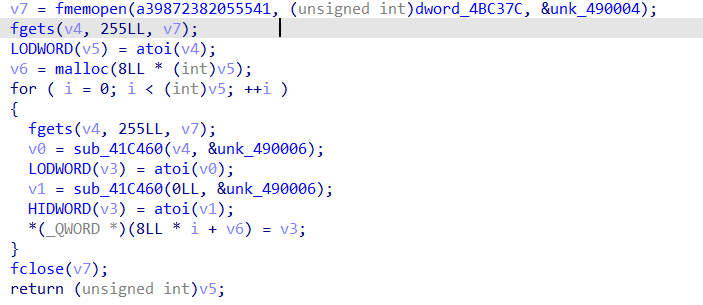 v7 = fmemopen(a39872382055541, (unsigned int)dword_4BC37C, &unk_490004);
fgets(v4, 255LL, v7);
LODWORD(v5) = atoi(v4);
v6 = malloc(8LL * (int)v5);
for ( i = 0; i < (int)v5; ++i )
{
  fgets(v4, 255LL, v7);
  v0 = sub_41C460(v4, &unk_490006);
  LODWORD(v3) = atoi(v0);
  v1 = sub_41C460(0LL, &unk_490006);
  HIDWORD(v3) = atoi(v1);
  *(_QWORD *)(8LL * i + v6) = v3;
}
fclose(v7);
return (unsigned int)v5;